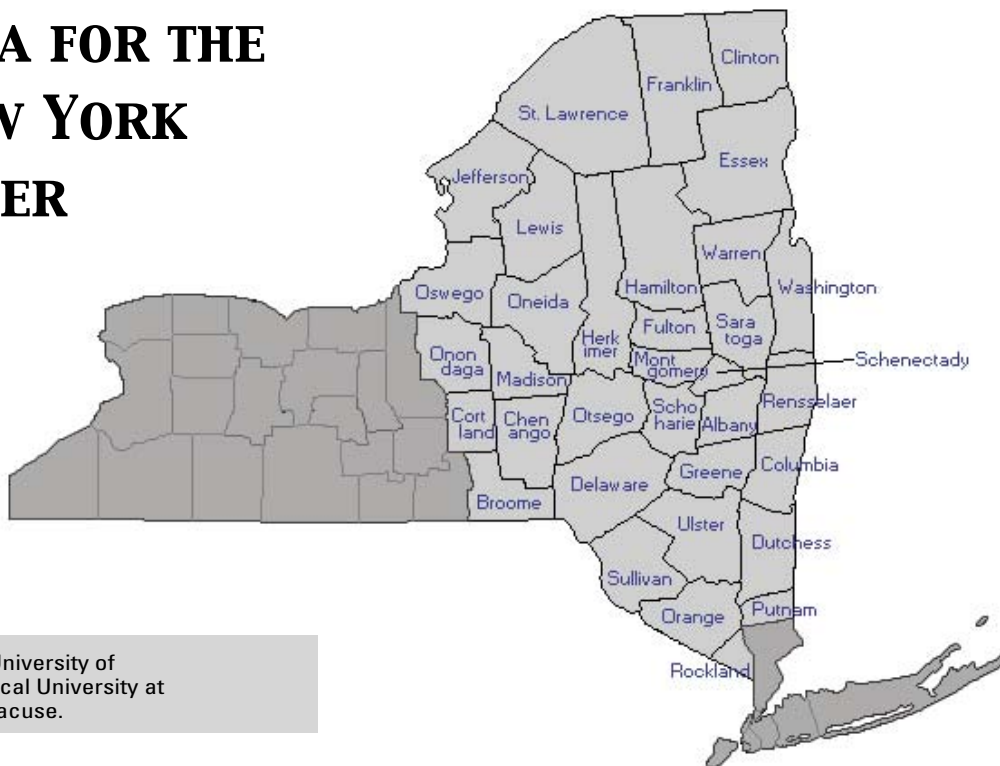 A FOR THE
W YORK
ER
Clinton
Franklin
St. Lawrence
Essex
Jefferson
Lewis
Warren
Hamilton
Washington
Oswego
Oneida
Fulton
Sara
toga
Herk
imer
Onon
daga
Mont
gomery
Schenectady
Madison
Rensselaer
Cort
land
Chen
ango
Otsego
Scho
harie
Albany
Columbia
Greene
Delaware
Broome
Ulster
Dutchess
Sullivan
Putnam
Orange
Rockland
University of
cal University at
acuse.